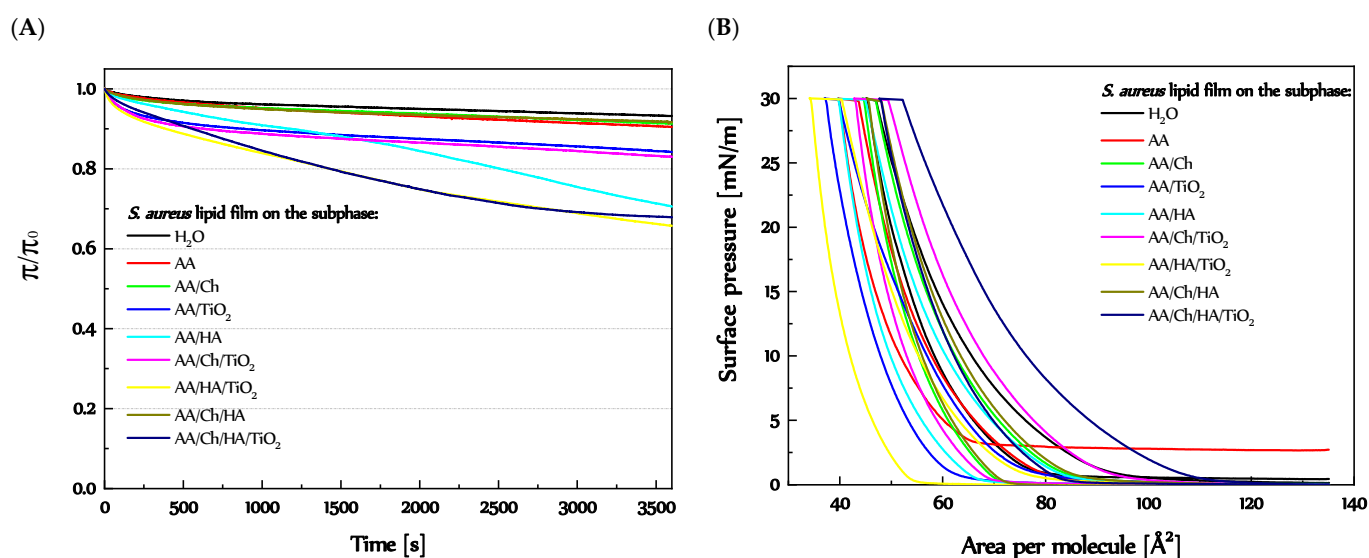 (A)
1.0
0.8
0.6
0.4
0.2
0.0
π/π₀
S. aureus lipid film on the subphase:
H₂O
AA
AA/Ch
AA/TiO₂
AA/HA
AA/Ch/TiO₂
AA/HA/TiO₂
AA/Ch/HA
AA/Ch/HA/TiO₂
0 500 1000 1500 2000 2500 3000 3500
Time [s]
(B)
30
25
20
15
10
5
0
Surface pressure [mN/m]
S. aureus lipid film on the subphase:
H₂O
AA
AA/Ch
AA/TiO₂
AA/HA
AA/Ch/TiO₂
AA/HA/TiO₂
AA/Ch/HA
AA/Ch/HA/TiO₂
40 60 80 100 120 140
Area per molecule [Å²]